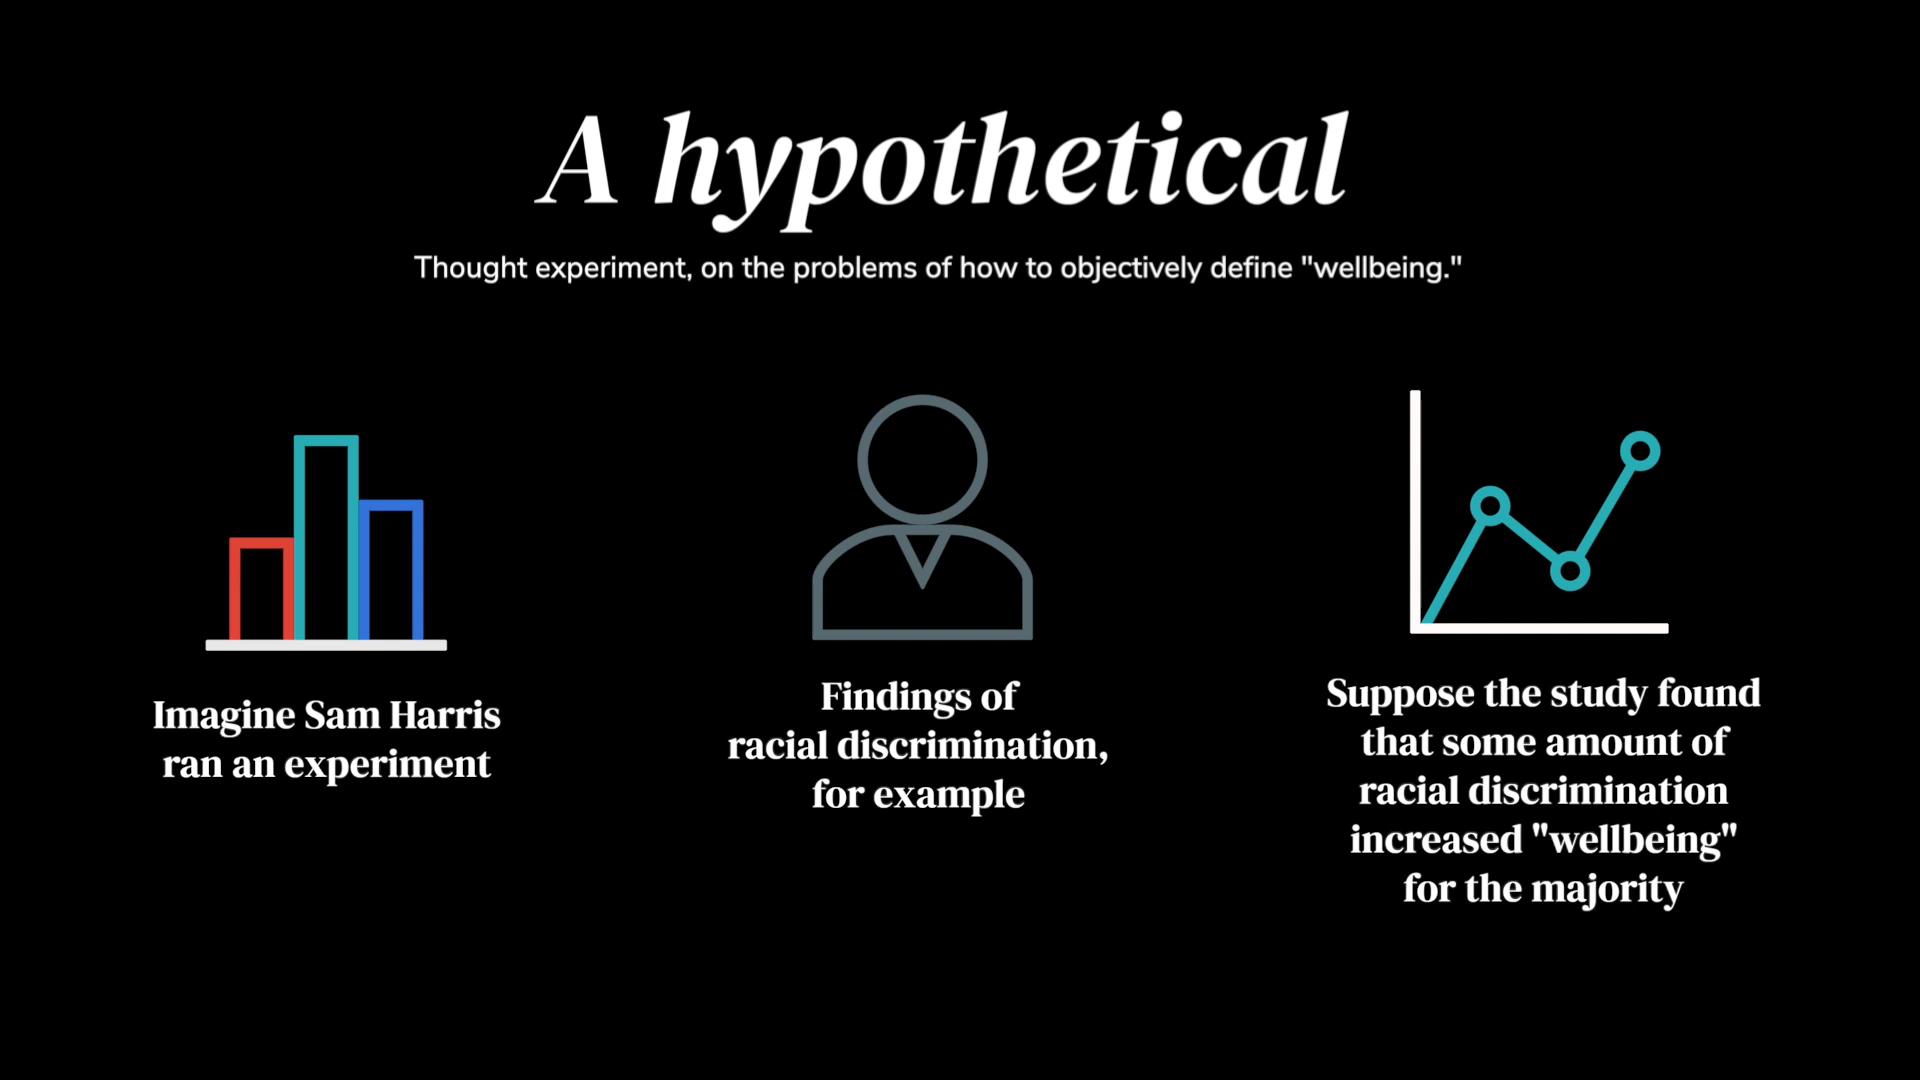 A hypothetical
Thought experiment, on the problems of how to objectively define "wellbeing."
Imagine Sam Harris
ran an experiment
Findings of
racial discrimination,
for example
Suppose the study found
that some amount of
racial discrimination
increased "wellbeing"
for the majority